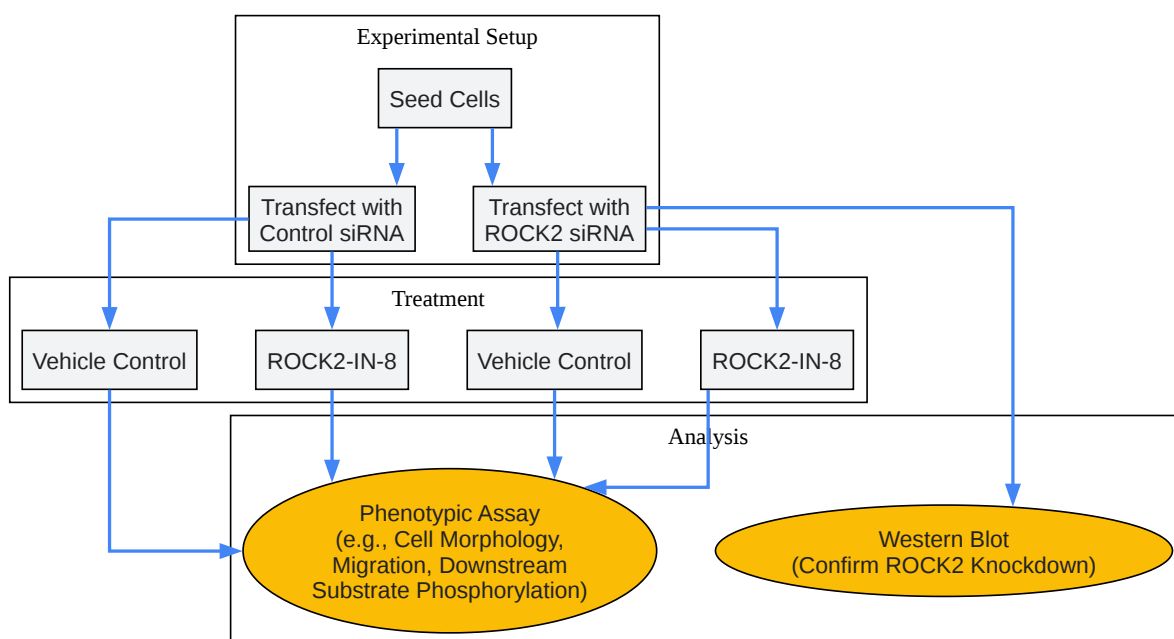 Experimental Setup
Seed Cells
Transfect with
Control siRNA
Transfect with
ROCK2 siRNA
Treatment
Vehicle Control
ROCK2-IN-8
Vehicle Control
ROCK2-IN-8
Analysis
Phenotypic Assay
(e.g., Cell Morphology,
Migration, Downstream
Substrate Phosphorylation)
Western Blot
(Confirm ROCK2 Knockdown)